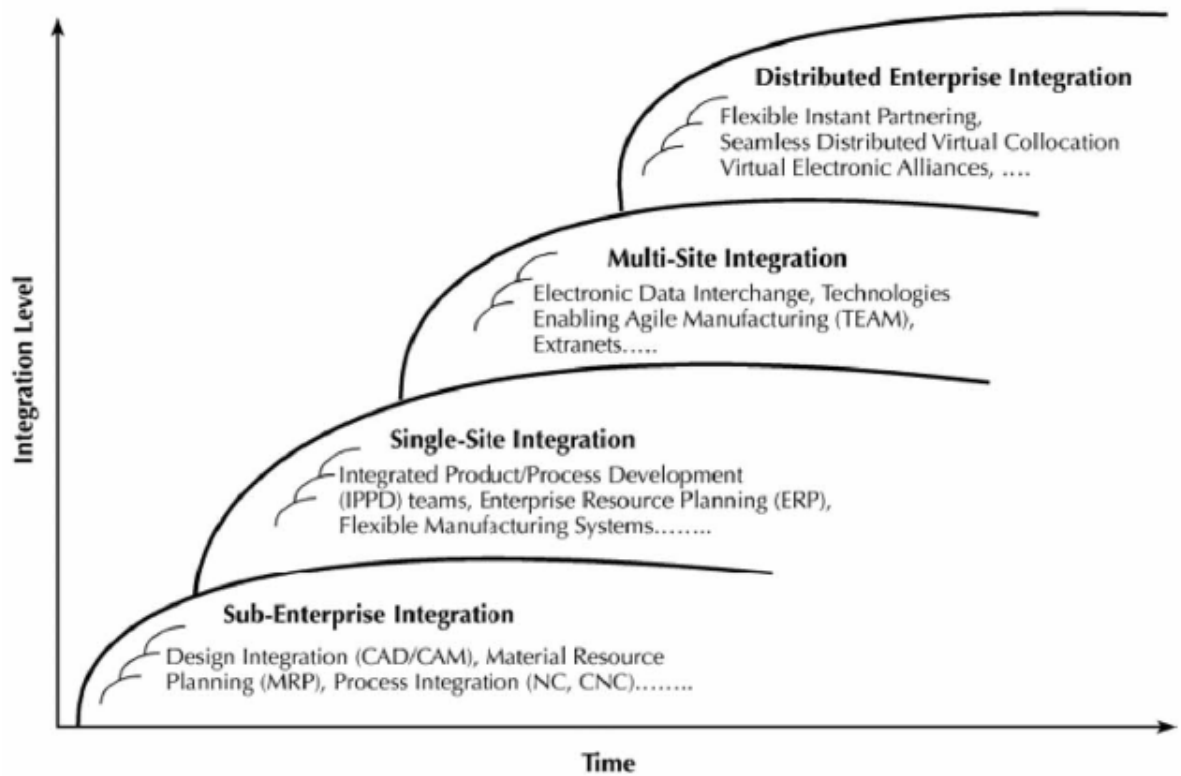 Distributed Enterprise Integration
Flexible Instant Partnering,
Seamless Distributed Virtual Collocation
Virtual Electronic Alliances, ....
Multi-Site Integration
Electronic Data Interchange, Technologies
Enabling Agile Manufacturing (TEAM),
Extranets.....
Integration Level
Single-Site Integration
Integrated Product/Process Development
(IPPD) teams, Enterprise Resource Planning (ERP),
Flexible Manufacturing Systems........
Sub-Enterprise Integration
Design Integration (CAD/CAM), Material Resource
Planning (MRP), Process Integration (NC, CNC)........
Time